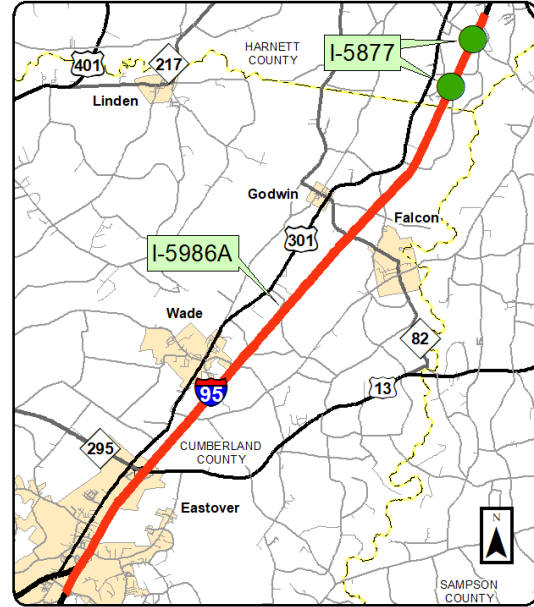 HARNETT
COUNTY
I-5877
401
217
Linden
Godwin
Falcon
301
I-5986A
Wade
82
95
13
295
CUMBERLAND
COUNTY
Eastover
N
SAMPSON
COUNTY